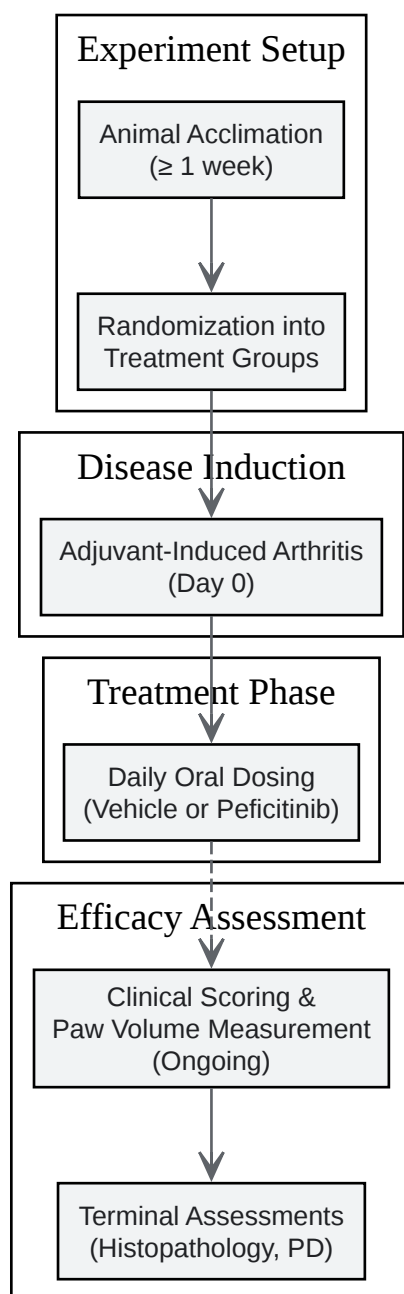 Experiment Setup
Animal Acclimation
(≥ 1 week)
Randomization into
Treatment Groups
Disease Induction
Adjuvant-Induced Arthritis
(Day 0)
Treatment Phase
Daily Oral Dosing
(Vehicle or Peficitinib)
Efficacy Assessment
Clinical Scoring &
Paw Volume Measurement
(Ongoing)
Terminal Assessments
(Histopathology, PD)